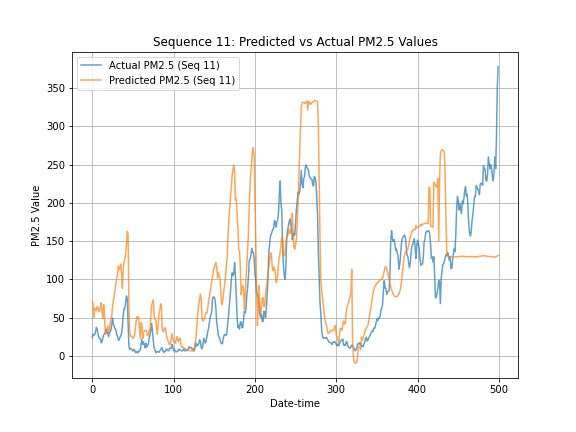 Sequence 11: Predicted vs Actual PM2.5 Values
Actual PM2.5 (Seq 11)
Predicted PM2.5 (Seq 11)
350
300
250
200
150
100
50
0
PM2.5 Value
0 100 200 300 400 500
Date-time